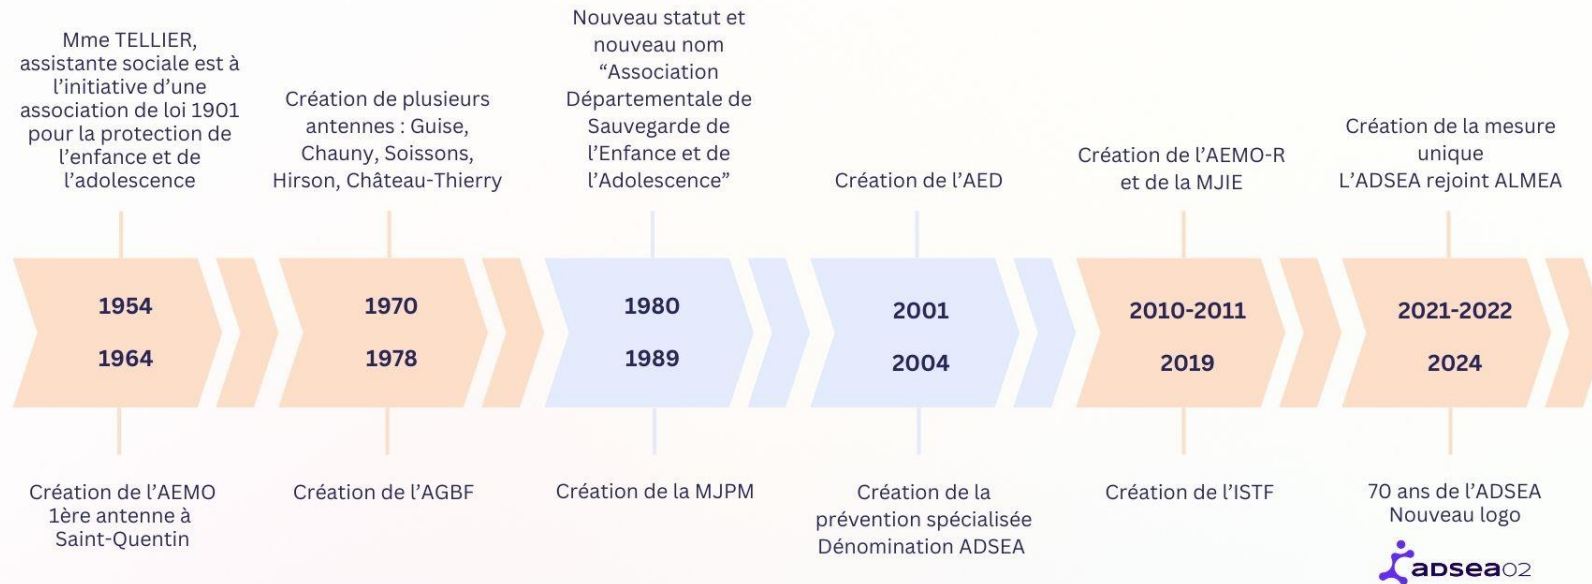 Mme TELLIER,
assistante sociale est à
l'initiative d'une
association de loi 1901
pour la protection de
l'enfance et de
l'adolescence
Création de plusieurs
antennes : Guise,
Chauny, Soissons,
Hirson, Château-Thierry
Nouveau statut et
nouveau nom
“Association
Départementale de
Sauvegarde de
l'Enfance et de
l'Adolescence”
Création de l'AED
Création de l'AEMO-R
et de la MJIE
Création de la mesure
unique
L'ADSEA rejoint ALMEA
1954
1964
1970
1978
1980
1989
2001
2004
2010-2011
2019
2021-2022
2024
Création de l'AEMO
1ère antenne à
Saint-Quentin
Création de l'AGBF
Création de la MJPM
Création de la
prévention spécialisée
Dénomination ADSEA
Création de l'ISTF
70 ans de l'ADSEA
Nouveau logo
adsea02